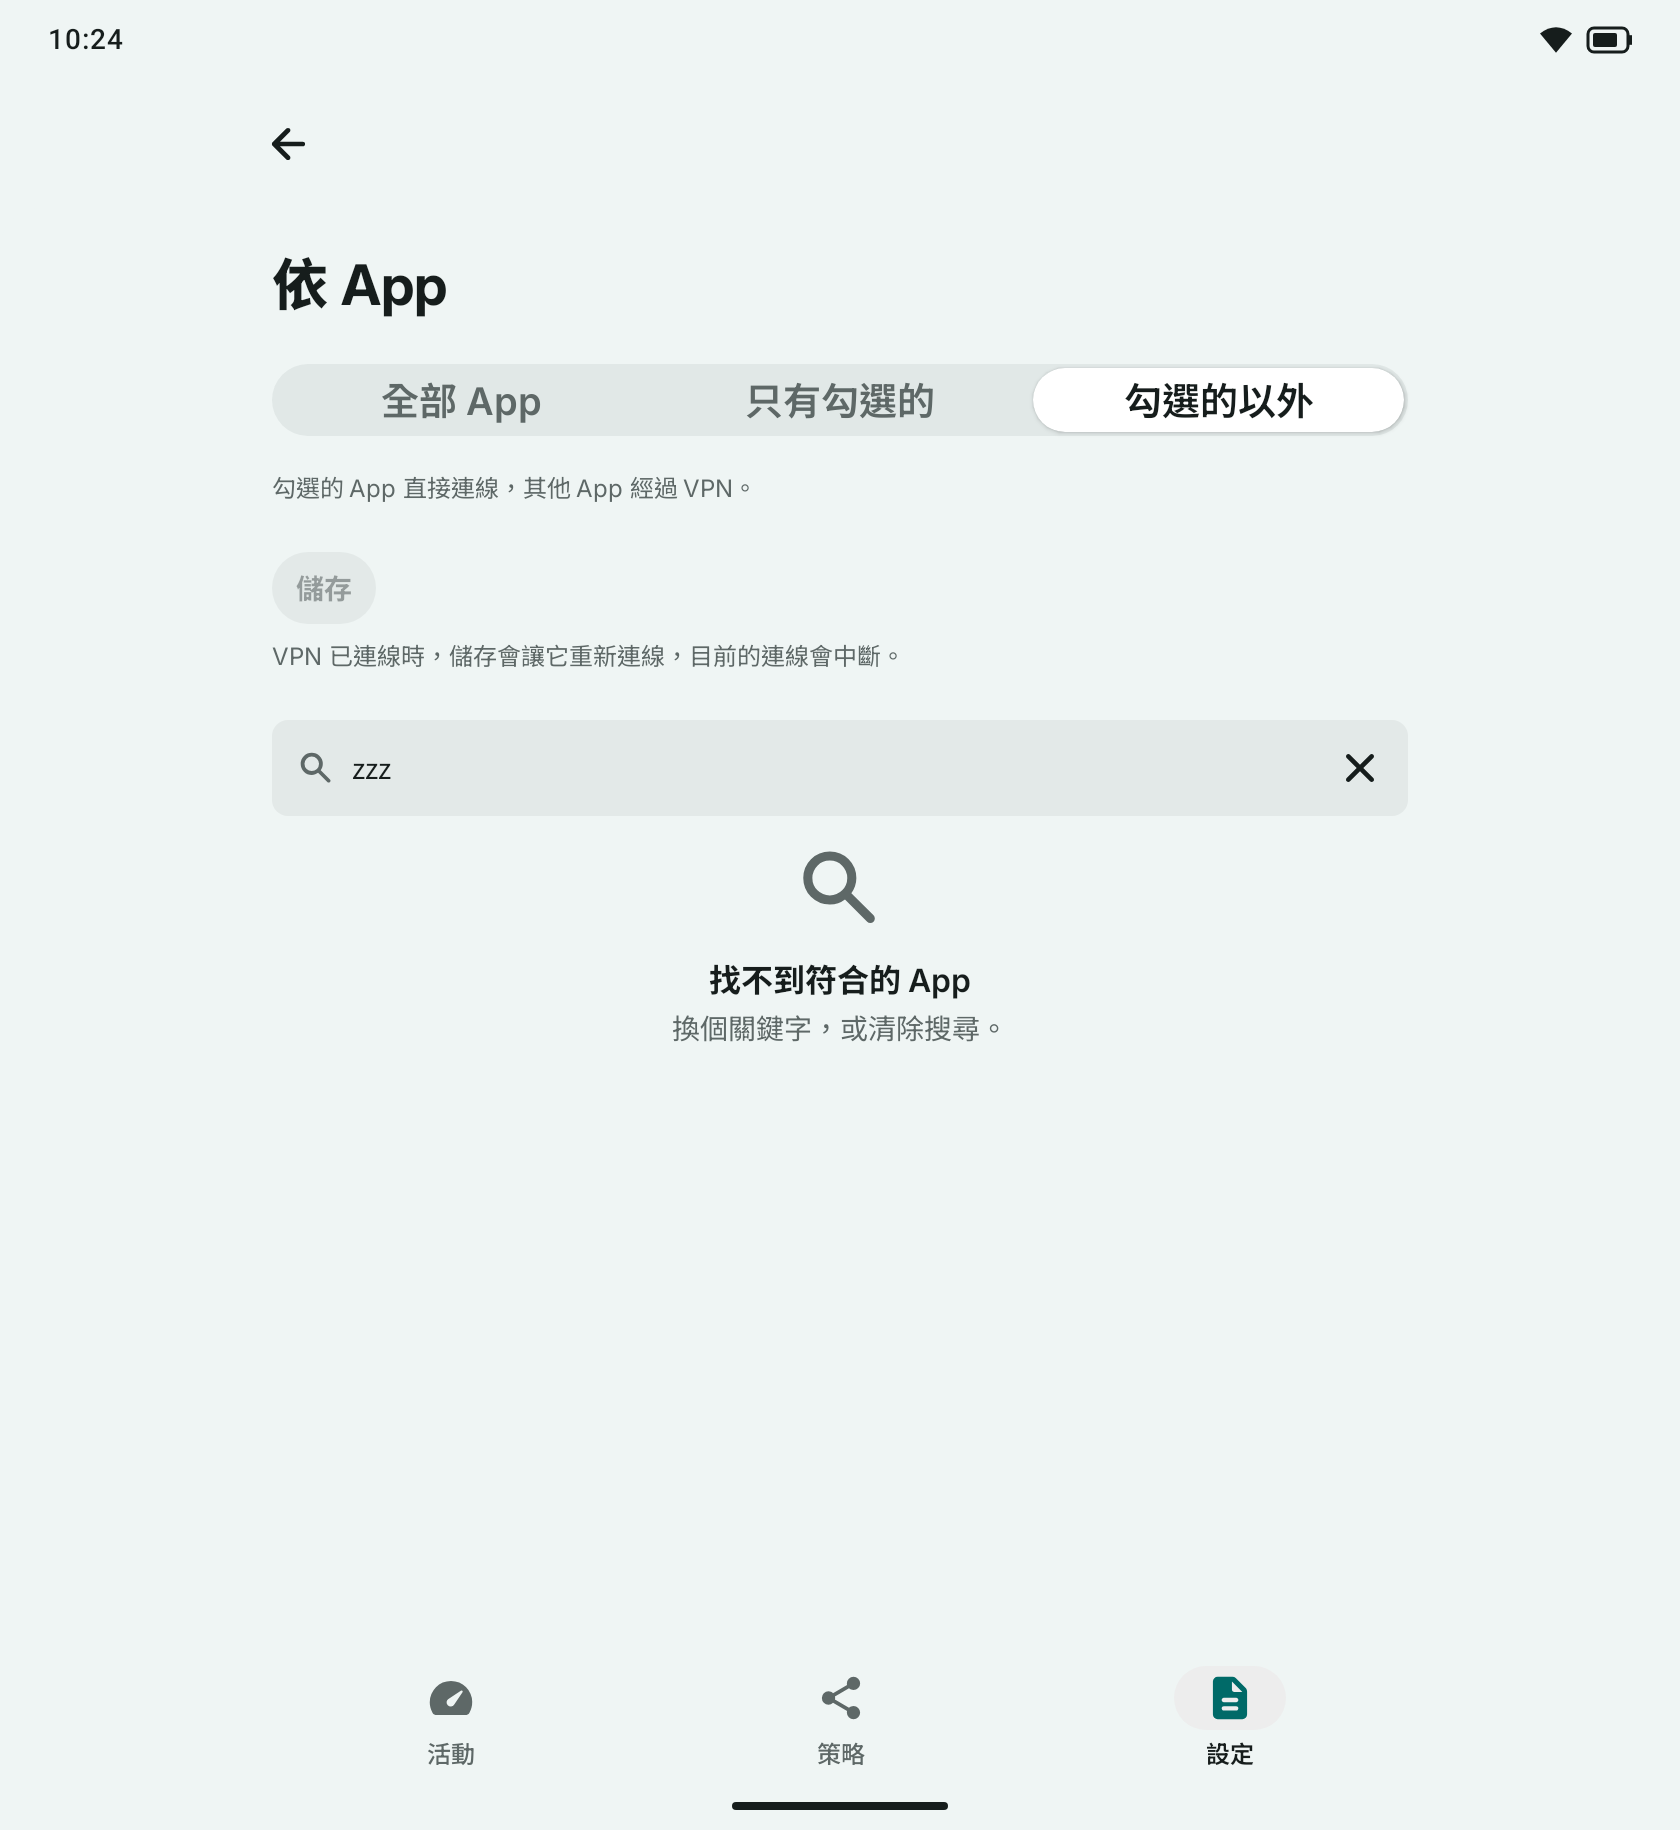 10:24
依 App
全部 App
只有勾選的
勾選的以外
勾選的 App 直接連線，其他 App 經過 VPN。
儲存
VPN 已連線時，儲存會讓它重新連線，目前的連線會中斷。
zzz
找不到符合的 App
換個關鍵字，或清除搜尋。
活動
策略
設定